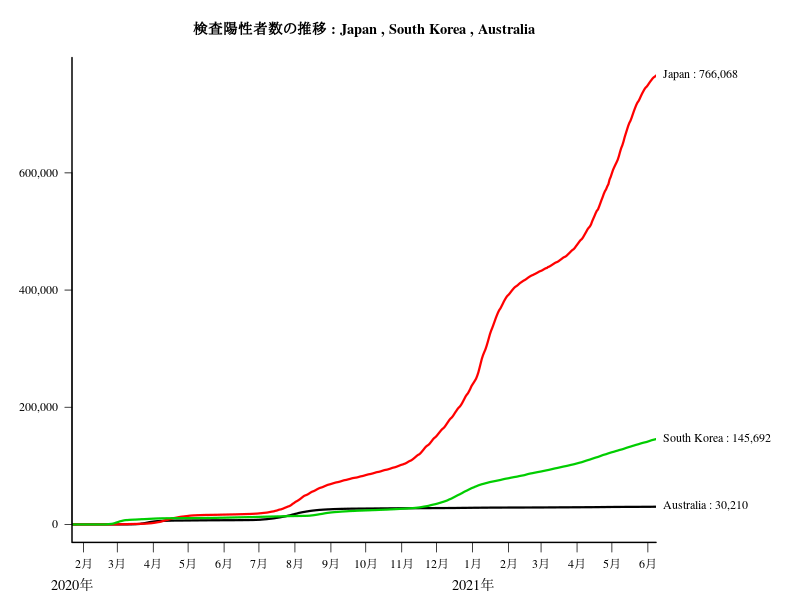 検査陽性者数の推移 : Japan , South Korea , Australia
Japan : 766,068
600,000
400,000
200,000
South Korea : 145,692
Australia : 30,210
0
2月 3月 4月 5月 6月 7月 8月 9月 10月 11月 12月 1月 2月 3月 4月 5月 6月
2020年 2021年